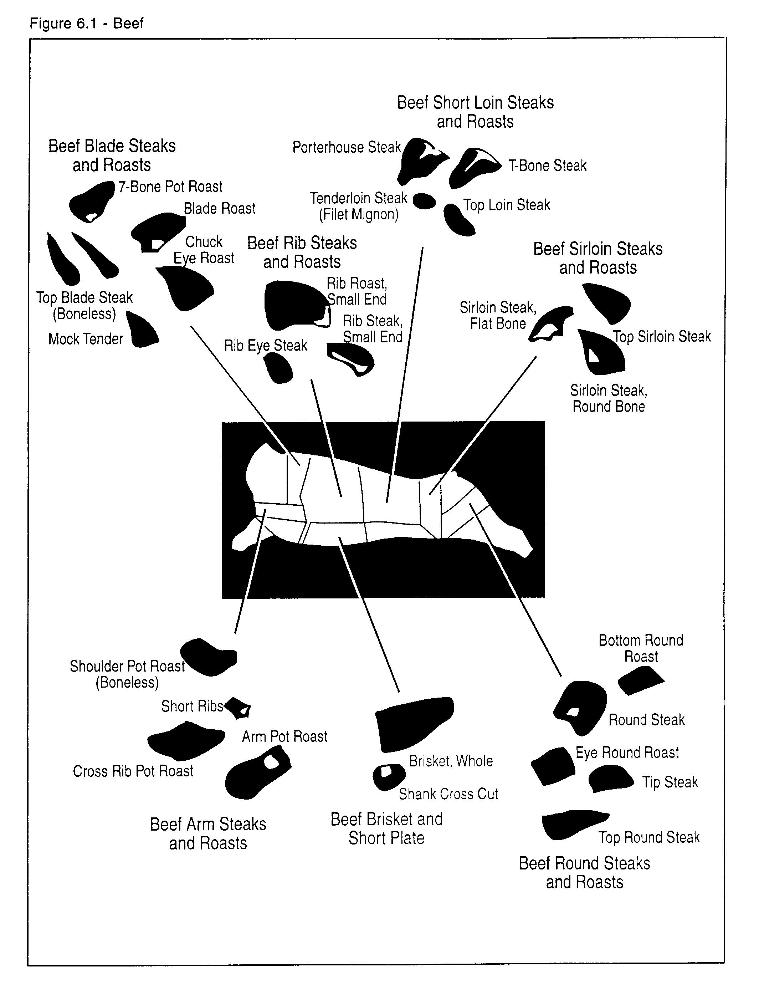 Figure 6.1 - Beef
Beef Short Loin Steaks
and Roasts
Porterhouse Steak
T-Bone Steak
Tenderloin Steak
(Filet Mignon)
Top Loin Steak
Beef Blade Steaks
and Roasts
7-Bone Pot Roast
Blade Roast
Chuck
Eye Roast
Top Blade Steak
(Boneless)
Mock Tender
Beef Rib Steaks
and Roasts
Rib Roast,
Small End
Rib Steak,
Small End
Rib Eye Steak
Beef Sirloin Steaks
and Roasts
Sirloin Steak,
Flat Bone
Top Sirloin Steak
Sirloin Steak,
Round Bone
Shoulder Pot Roast
(Boneless)
Short Ribs
Arm Pot Roast
Cross Rib Pot Roast
Beef Arm Steaks
and Roasts
Brisket, Whole
Shank Cross Cut
Beef Brisket and
Short Plate
Bottom Round
Roast
Round Steak
Eye Round Roast
Tip Steak
Top Round Steak
Beef Round Steaks
and Roasts